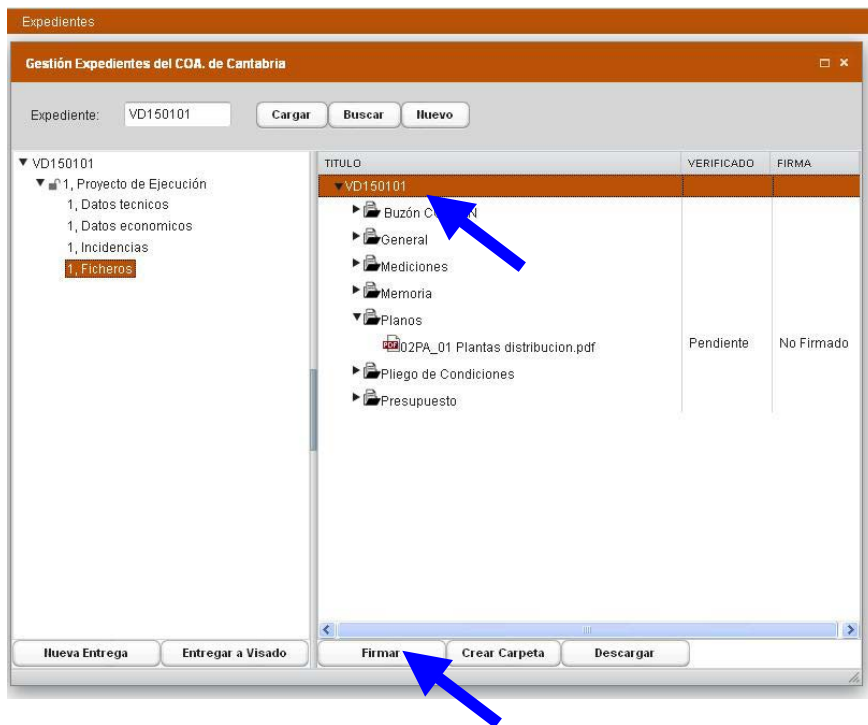 Expedientes
Gestión Expedientes del COA. de Cantabria
Expediente: VD150101 Cargar Buscar Nuevo
VD150101
1, Proyecto de Ejecución
1, Datos tecnicos
1, Datos economicos
1, Incidencias
1, Ficheros
TITULO VERIFICADO FIRMA
VD150101
Buzón
General
Mediciones
Memoria
Planos
PDF 02PA_01 Plantas distribucion.pdf Pendiente No Firmado
Pliego de Condiciones
Presupuesto
Nueva Entrega Entregar a Visado Firmar Crear Carpeta Descargar